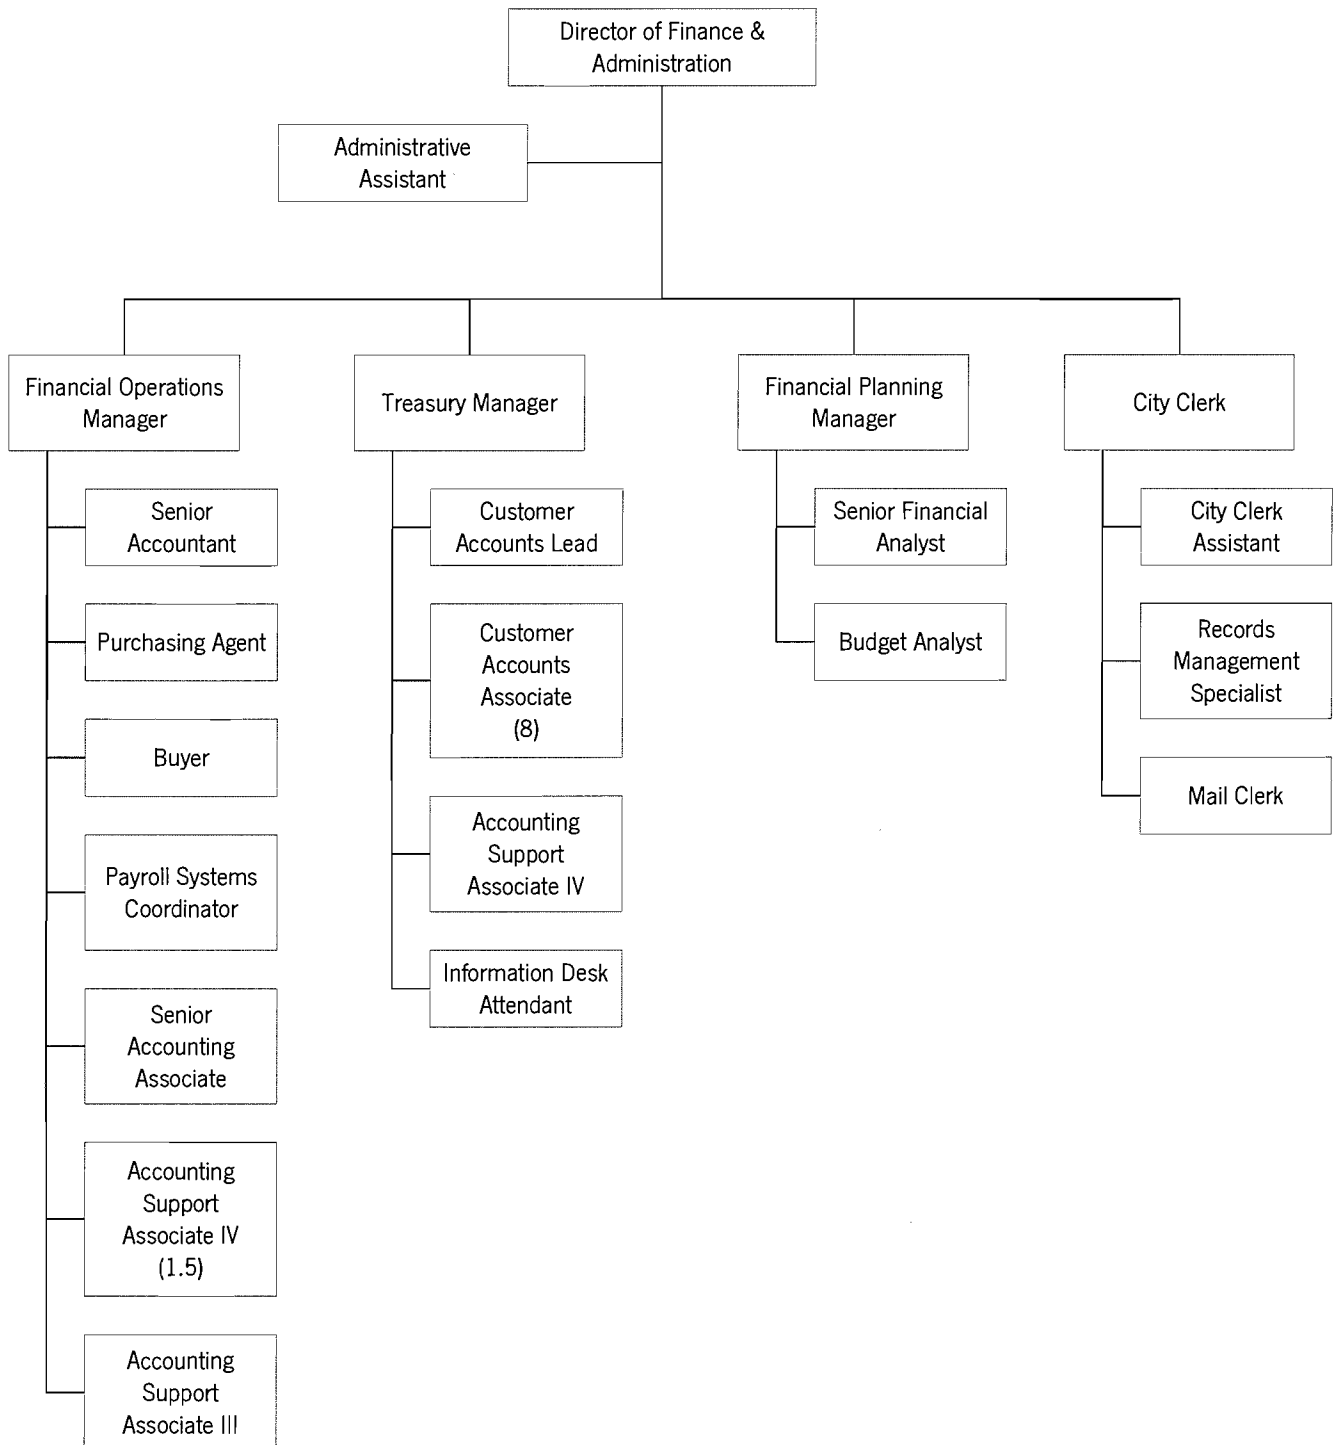 Director of Finance &
Administration
Administrative
Assistant
Financial Operations
Manager
Treasury Manager
Financial Planning
Manager
City Clerk
Senior
Accountant
Purchasing Agent
Buyer
Payroll Systems
Coordinator
Senior
Accounting
Associate
Accounting
Support
Associate IV
(1.5)
Accounting
Support
Associate III
Customer
Accounts Lead
Customer
Accounts
Associate
(8)
Accounting
Support
Associate IV
Information Desk
Attendant
Senior Financial
Analyst
Budget Analyst
City Clerk
Assistant
Records
Management
Specialist
Mail Clerk